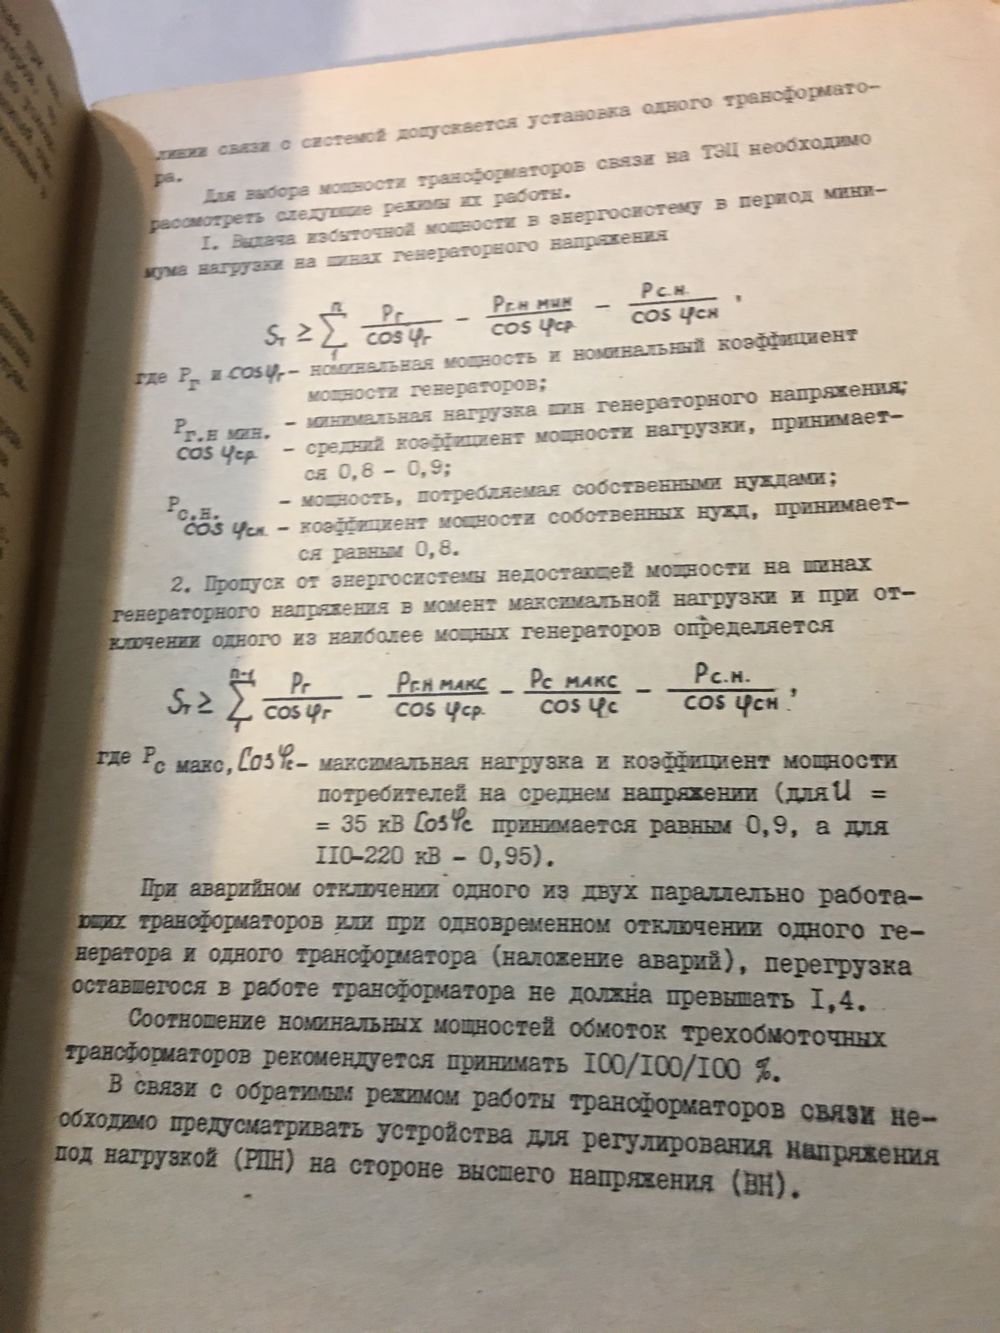 линии связи с системой допускается установка одного трансформато-
ра.
Для выбора мощности трансформаторов связи на ТЭЦ необходимо
рассмотреть следующие режимы их работы.
I. Выдача избыточной мощности в энергосистему в период мини-
мума нагрузки на шинах генераторного напряжения
Sт ≥ ∑ⁿ₁ Pг / cos φг − Pг.н мин / cos φср − Pс.н. / cos φсн ,
где Pг и cos φг – номинальная мощность и номинальный коэффициент
мощности генераторов;
Pг.н мин. – минимальная нагрузка шин генераторного напряжения;
cos φср – средний коэффициент мощности нагрузки, принимает-
ся 0,8 – 0,9;
Pс.н. – мощность, потребляемая собственными нуждами;
cos φсн – коэффициент мощности собственных нужд, принимает-
ся равным 0,8.
2. Пропуск от энергосистемы недостающей мощности на шинах
генераторного напряжения в момент максимальной нагрузки и при от-
ключении одного из наиболее мощных генераторов определяется
Sт ≥ ∑ⁿ⁻¹₁ Pг / cos φг − Pг.н макс / cos φср. − Pс макс / cos φс − Pс.н. / cos φсн ,
где Pс макс, Cos φс – максимальная нагрузка и коэффициент мощности
потребителей на среднем напряжении (для U =
= 35 кВ Cos φс принимается равным 0,9, а для
II0–220 кВ – 0,95).
При аварийном отключении одного из двух параллельно работа-
ющих трансформаторов или при одновременном отключении одного ге-
нератора и одного трансформатора (наложение аварий), перегрузка
оставшегося в работе трансформатора не должна превышать I,4.
Соотношение номинальных мощностей обмоток трехобмоточных
трансформаторов рекомендуется принимать I00/I00/I00 %.
В связи с обратимым режимом работы трансформаторов связи не-
обходимо предусматривать устройства для регулирования напряжения
под нагрузкой (РПН) на стороне высшего напряжения (ВН).